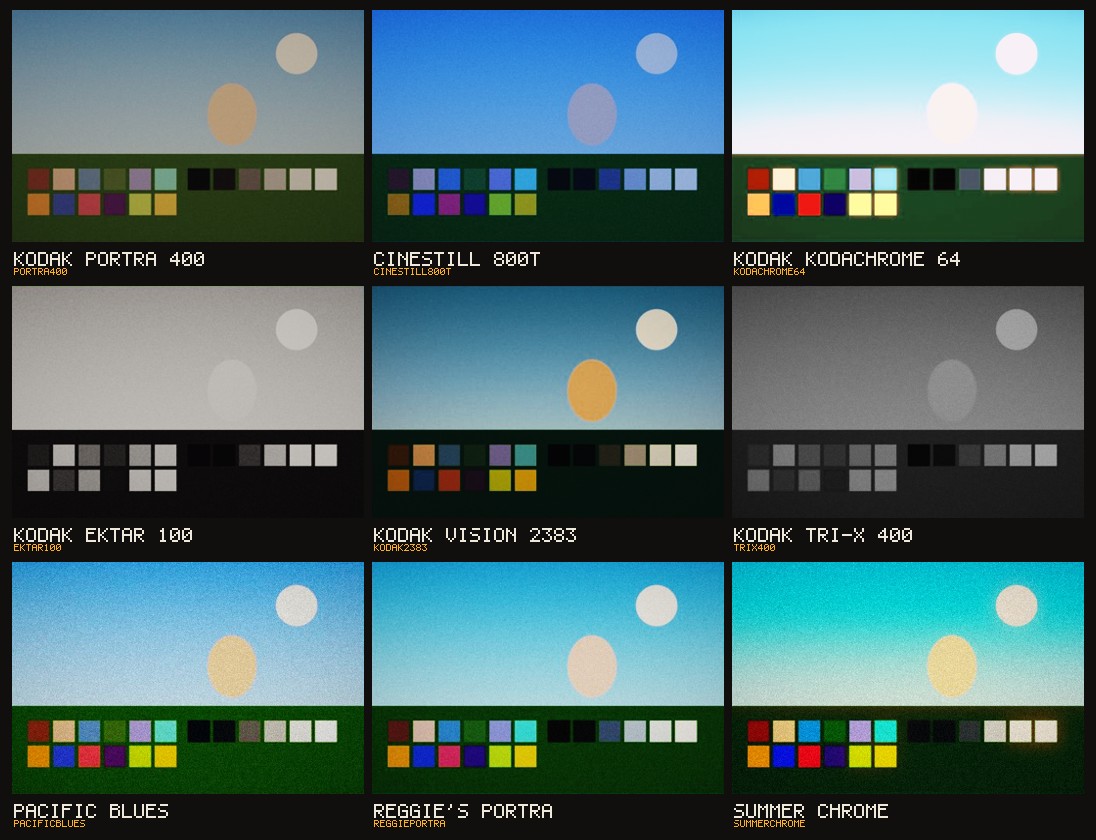 KODAK PORTRA 400
PORTRA400
CINESTILL 800T
CINESTILL800T
KODAK KODACHROME 64
KODACHROME64
KODAK EKTAR 100
EKTAR100
KODAK VISION 2383
KODAK2383
KODAK TRI-X 400
TRIX400
PACIFIC BLUES
PACIFICBLUES
REGGIE'S PORTRA
REGGIEPORTRA
SUMMER CHROME
SUMMERCHROME